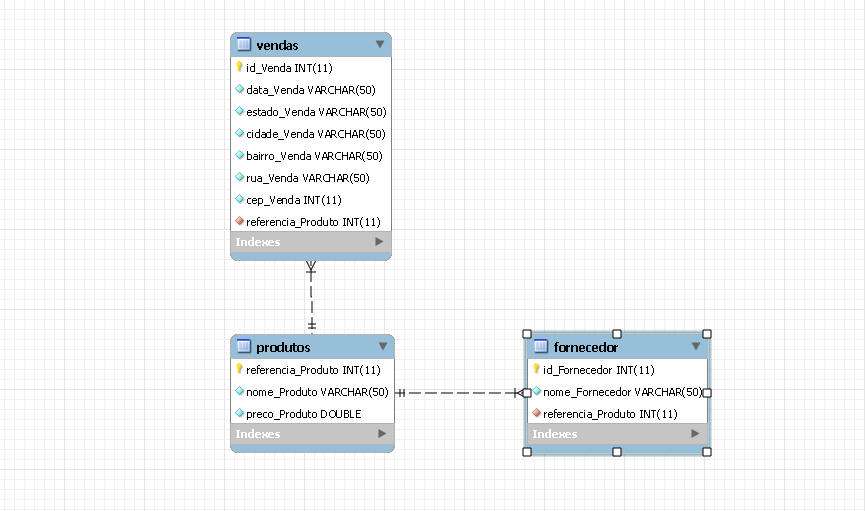 vendas
id_Venda INT(11)
data_Venda VARCHAR(50)
estado_Venda VARCHAR(50)
cidade_Venda VARCHAR(50)
bairro_Venda VARCHAR(50)
rua_Venda VARCHAR(50)
cep_Venda INT(11)
referencia_Produto INT(11)
Indexes
produtos
referencia_Produto INT(11)
nome_Produto VARCHAR(50)
preco_Produto DOUBLE
Indexes
fornecedor
id_Fornecedor INT(11)
nome_Fornecedor VARCHAR(50)
referencia_Produto INT(11)
Indexes